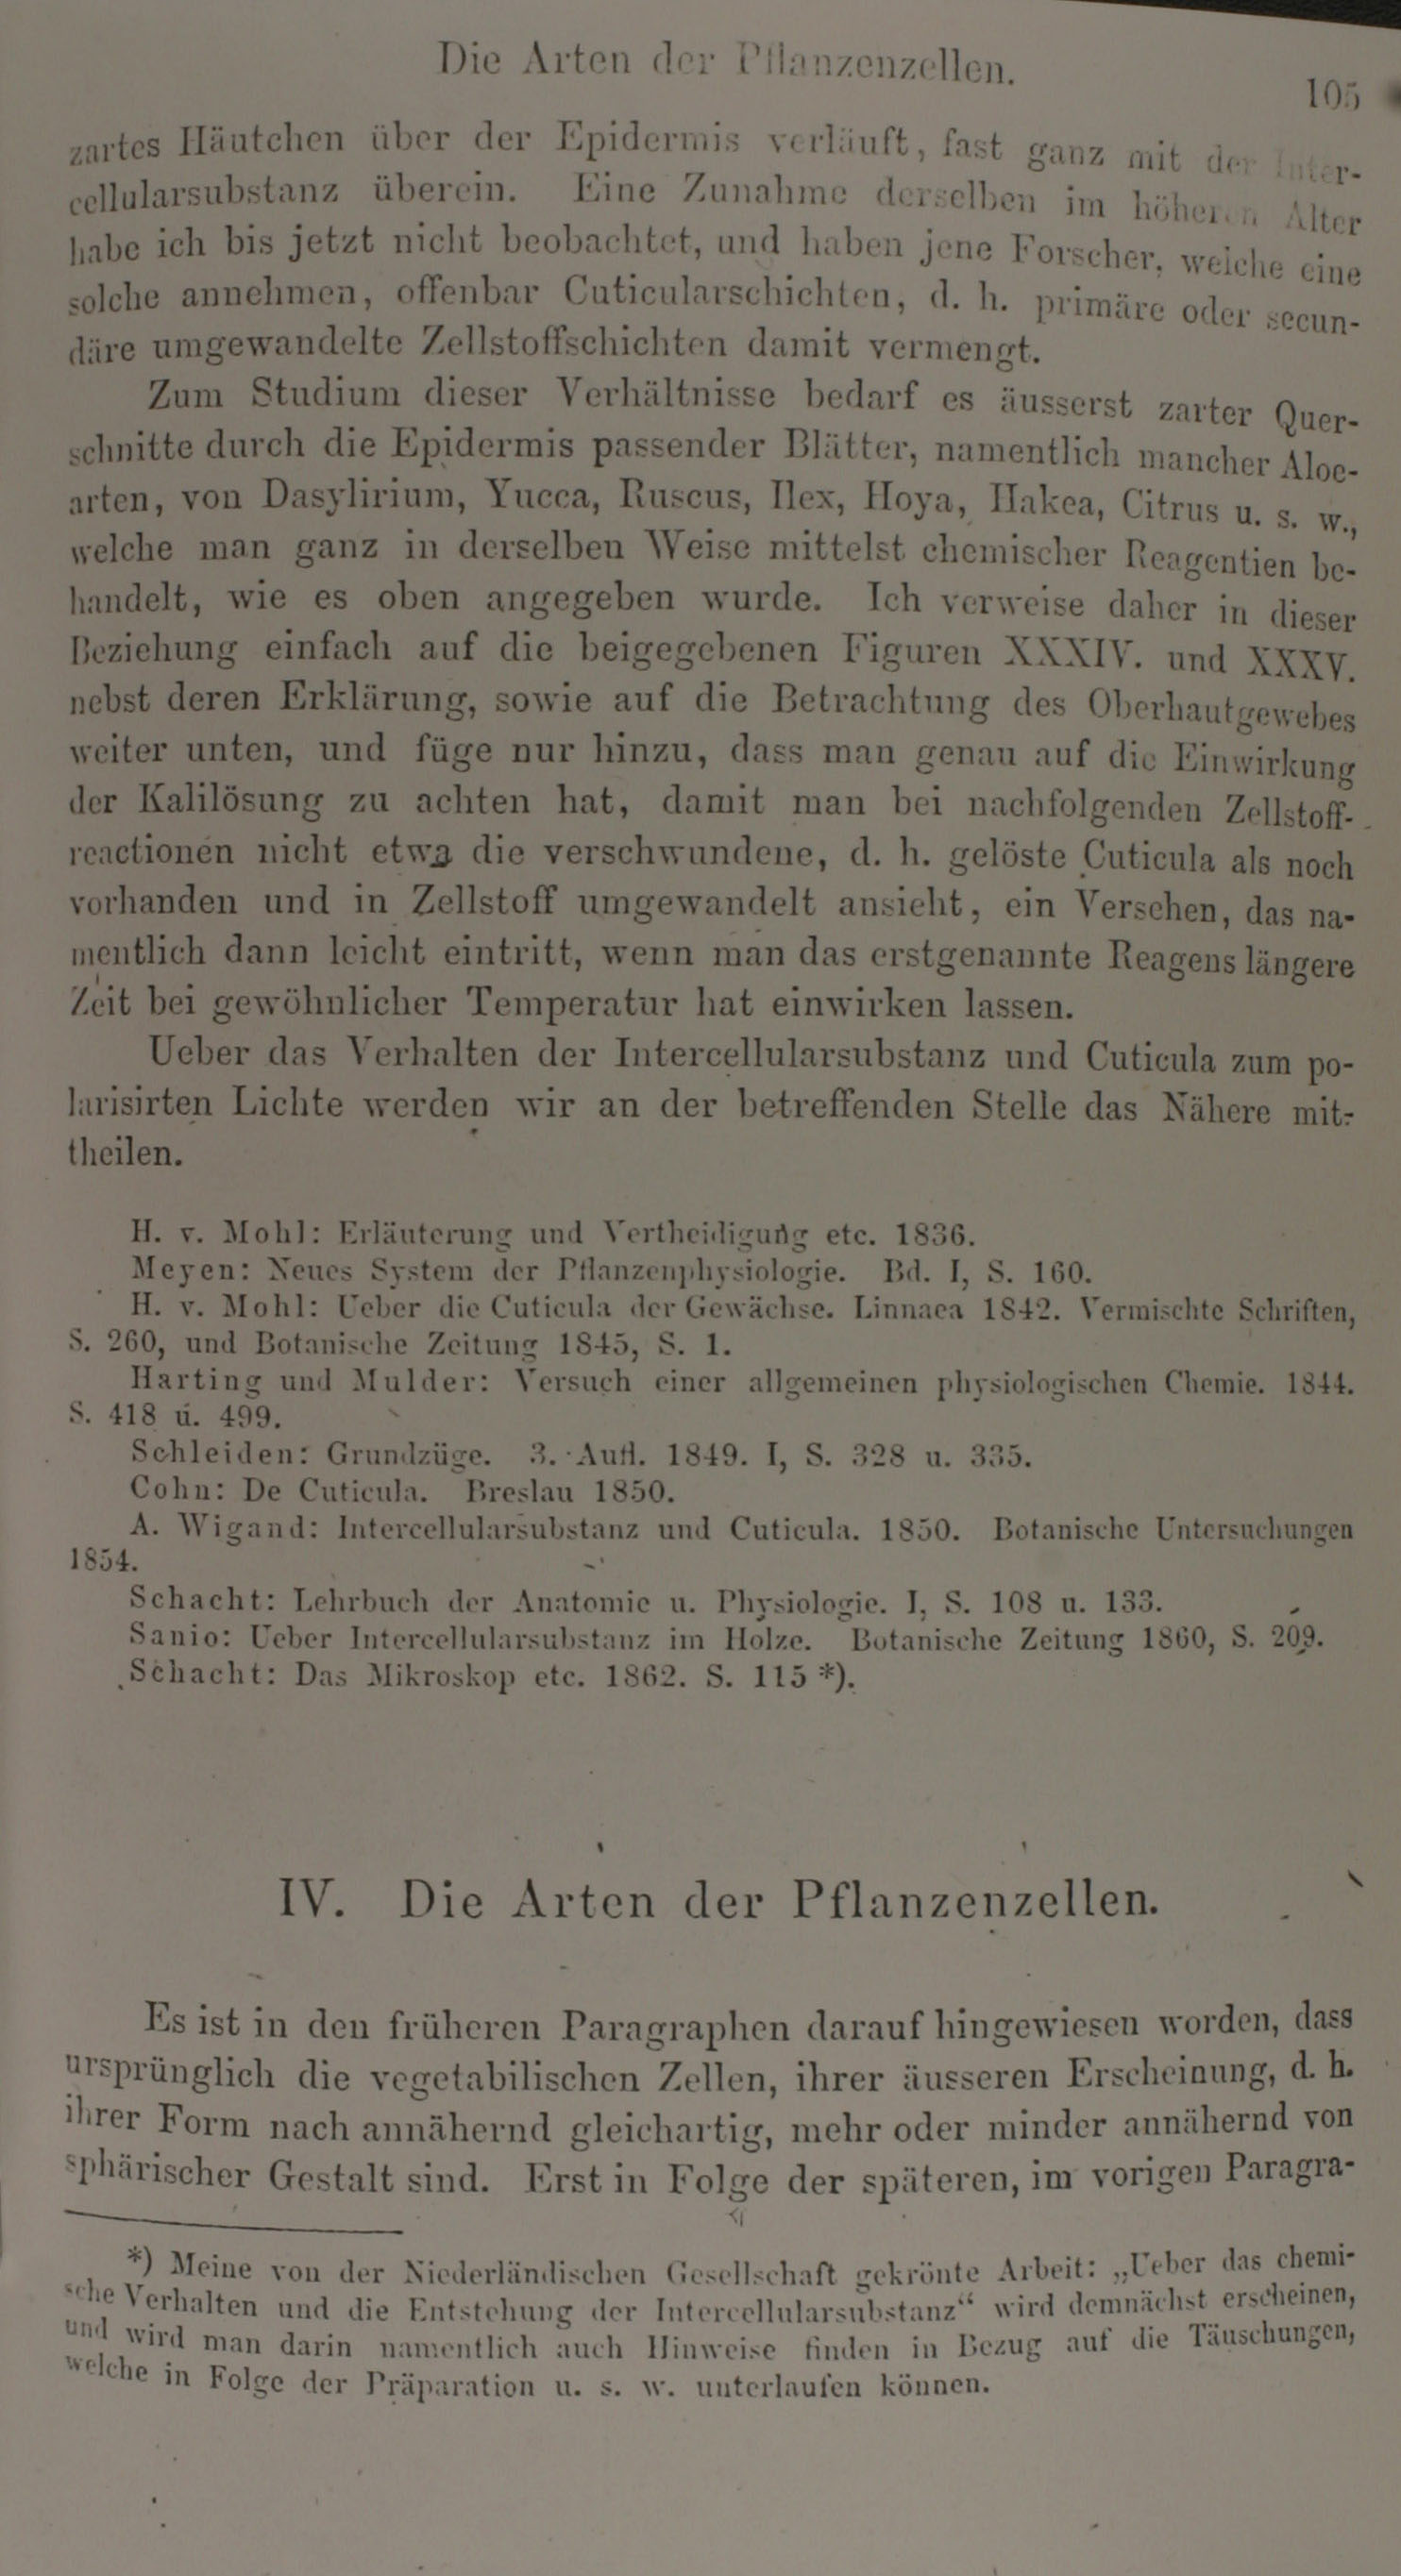 Die Arten der Pflanzenzellen.
105
zartes Häutchen über der Epidermis verläuft, fast ganz mit der Inter-
cellularsubstanz überein. Eine Zunahme derselben im höheren Alter
habe ich bis jetzt nicht beobachtet, und haben jene Forscher, welche eine
solche annehmen, offenbar Cuticularschichten, d. h. primäre oder secun-
däre umgewandelte Zellstoffschichten damit vermengt.
Zum Studium dieser Verhältnisse bedarf es äusserst zarter Quer-
schnitte durch die Epidermis passender Blätter, namentlich mancher Aloe-
arten, von Dasylirium, Yucca, Ruscus, Ilex, Hoya, Hakea, Citrus u. s. w.,
welche man ganz in derselben Weise mittelst chemischer Reagentien be-
handelt, wie es oben angegeben wurde. Ich verweise daher in dieser
Beziehung einfach auf die beigegebenen Figuren XXXIV. und XXXV.
nebst deren Erklärung, sowie auf die Betrachtung des Oberhautgewebes
weiter unten, und füge nur hinzu, dass man genau auf die Einwirkung
der Kalilösung zu achten hat, damit man bei nachfolgenden Zellstoff-
reactionen nicht etwa die verschwundene, d. h. gelöste Cuticula als noch
vorhanden und in Zellstoff umgewandelt ansieht, ein Versehen, das na-
mentlich dann leicht eintritt, wenn man das erstgenannte Reagens längere
Zeit bei gewöhnlicher Temperatur hat einwirken lassen.
Ueber das Verhalten der Intercellularsubstanz und Cuticula zum po-
larisirten Lichte werden wir an der betreffenden Stelle das Nähere mit-
theilen.
H. v. Mohl: Erläuterung und Vertheidigung etc. 1836.
Meyen: Neues System der Pflanzenphysiologie. Bd. I, S. 160.
H. v. Mohl: Ueber die Cuticula der Gewächse. Linnaea 1842. Vermischte Schriften,
S. 260, und Botanische Zeitung 1845, S. 1.
Harting und Mulder: Versuch einer allgemeinen physiologischen Chemie. 1844.
S. 418 u. 499.
Schleiden: Grundzüge. 3. Aufl. 1849. I, S. 328 u. 335.
Cohn: De Cuticula. Breslau 1850.
A. Wigand: Intercellularsubstanz und Cuticula. 1850. Botanische Untersuchungen
1854.
Schacht: Lehrbuch der Anatomie u. Physiologie. I, S. 108 u. 133.
Sanio: Ueber Intercellularsubstanz im Holze. Botanische Zeitung 1860, S. 209.
Schacht: Das Mikroskop etc. 1862. S. 115 *).
IV. Die Arten der Pflanzenzellen.
Es ist in den früheren Paragraphen darauf hingewiesen worden, dass
ursprünglich die vegetabilischen Zellen, ihrer äusseren Erscheinung, d. h.
ihrer Form nach annähernd gleichartig, mehr oder minder annähernd von
sphärischer Gestalt sind. Erst in Folge der späteren, im vorigen Paragra-
*) Meine von der Niederländischen Gesellschaft gekrönte Arbeit: „Ueber das chemi-
sche Verhalten und die Entstehung der Intercellularsubstanz“ wird demnächst erscheinen,
und wird man darin namentlich auch Hinweise finden in Bezug auf die Täuschungen,
welche in Folge der Präparation u. s. w. unterlaufen können.